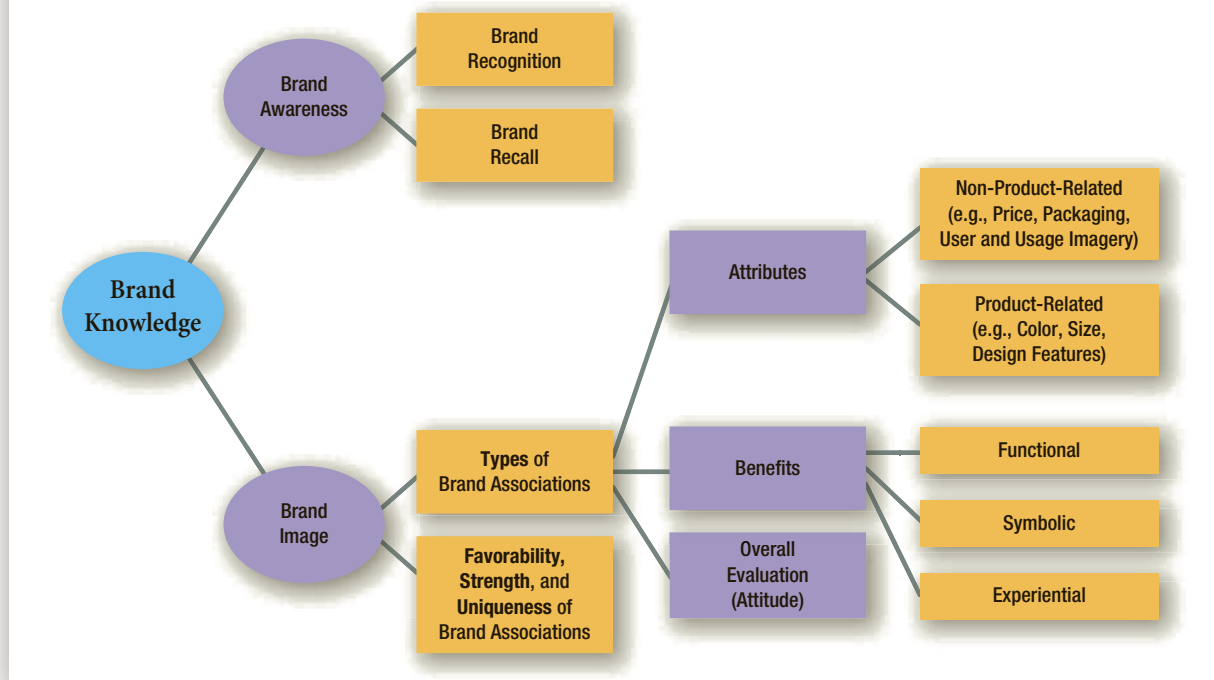 Brand
Knowledge
Brand
Awareness
Brand
Recognition
Brand
Recall
Brand
Image
Types of
Brand Associations
Favorability,
Strength, and
Uniqueness of
Brand Associations
Attributes
Non-Product-Related
(e.g., Price, Packaging,
User and Usage Imagery)
Product-Related
(e.g., Color, Size,
Design Features)
Benefits
Functional
Symbolic
Experiential
Overall
Evaluation
(Attitude)